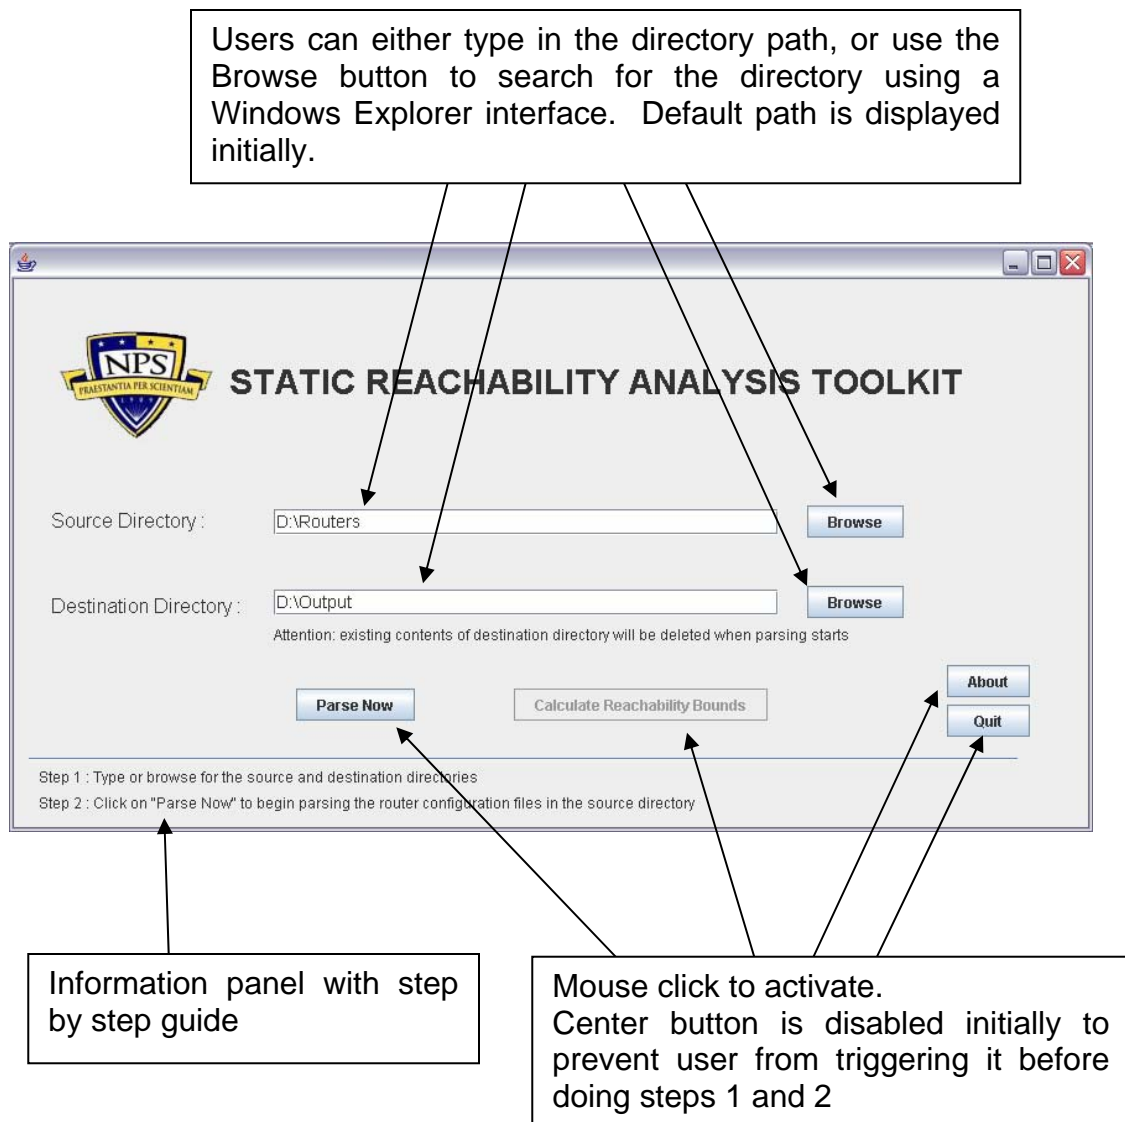 Users can either type in the directory path, or use the
Browse button to search for the directory using a
Windows Explorer interface. Default path is displayed
initially.
NPS
PRAESTANTIA PER SCIENTIAM
STATIC REACHABILITY ANALYSIS TOOLKIT
Source Directory :
D:\Routers
Browse
Destination Directory :
D:\Output
Browse
Attention: existing contents of destination directory will be deleted when parsing starts
Parse Now
Calculate Reachability Bounds
About
Quit
Step 1 : Type or browse for the source and destination directories
Step 2 : Click on "Parse Now" to begin parsing the router configuration files in the source directory
Information panel with step
by step guide
Mouse click to activate.
Center button is disabled initially to
prevent user from triggering it before
doing steps 1 and 2